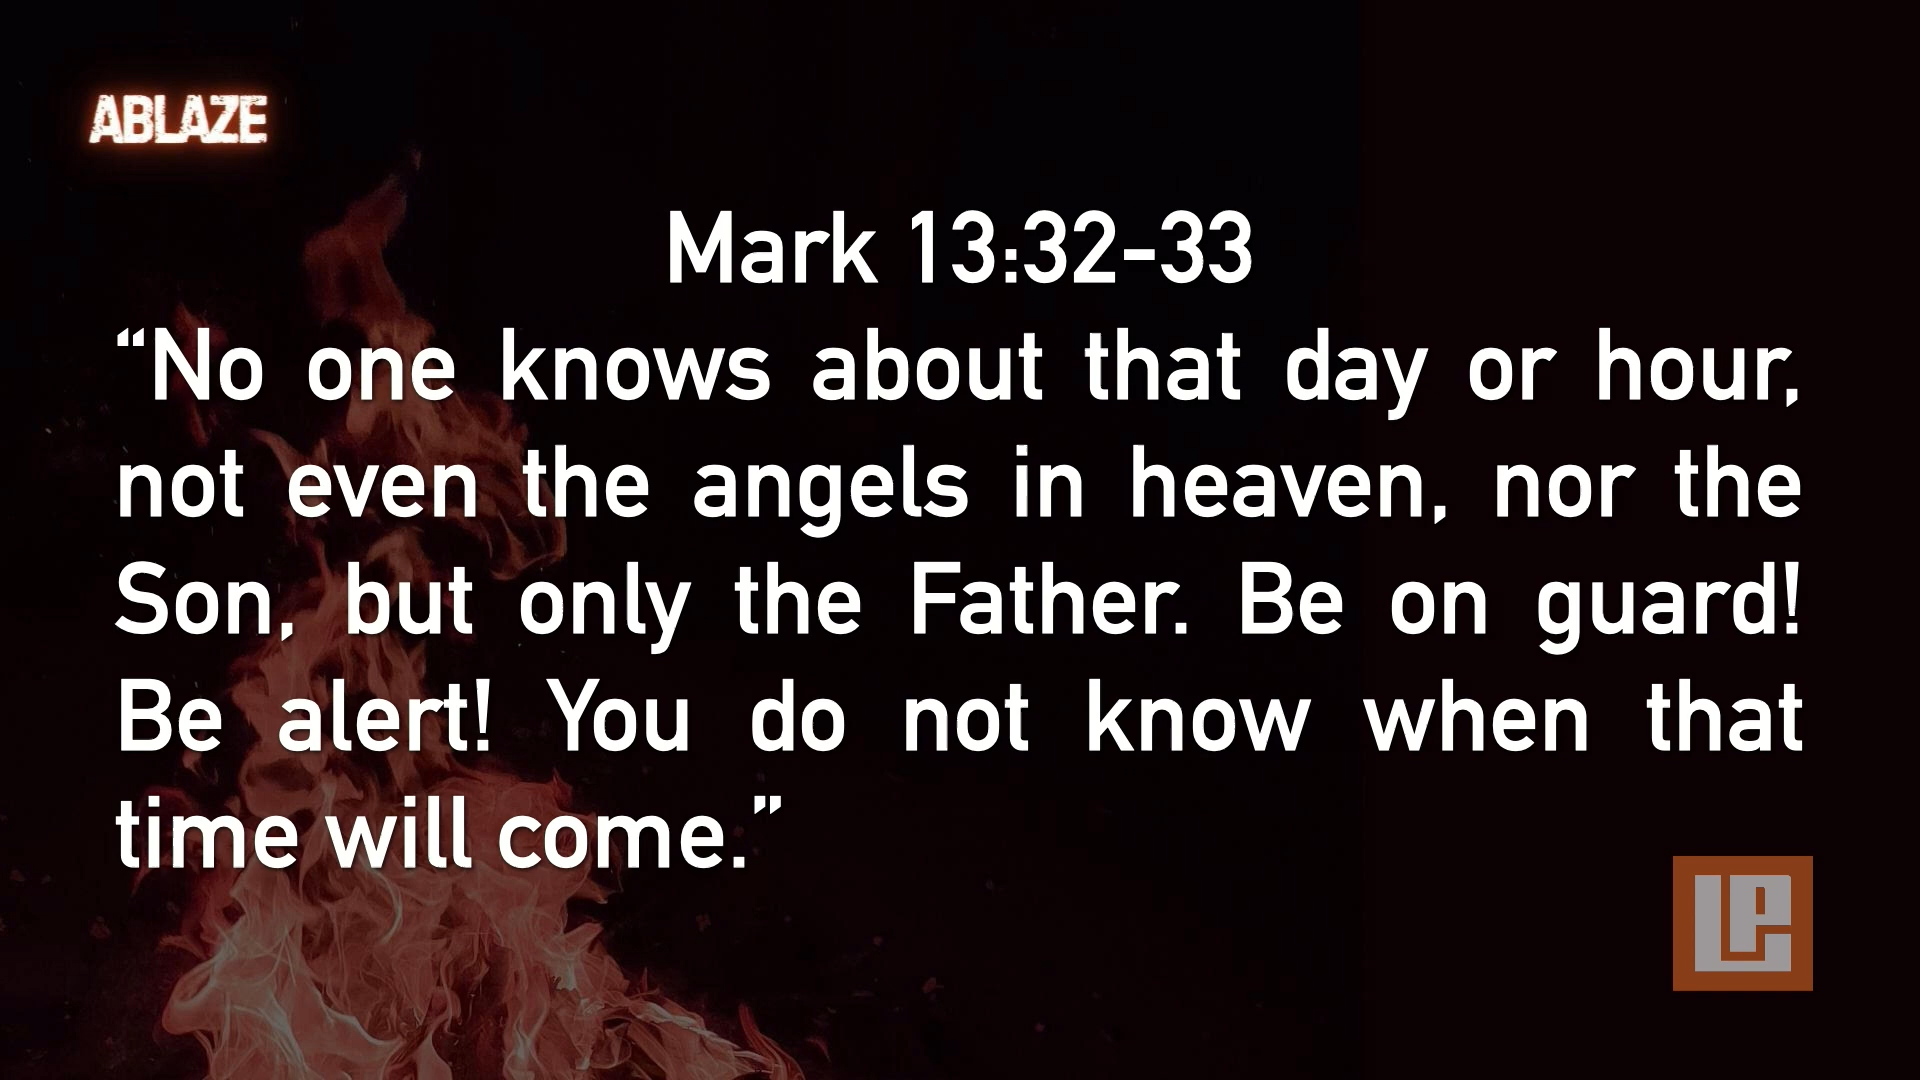 ABLAZE
Mark 13:32-33
“No one knows about that day or hour,
not even the angels in heaven, nor the
Son, but only the Father. Be on guard!
Be alert! You do not know when that
time will come.”
LP